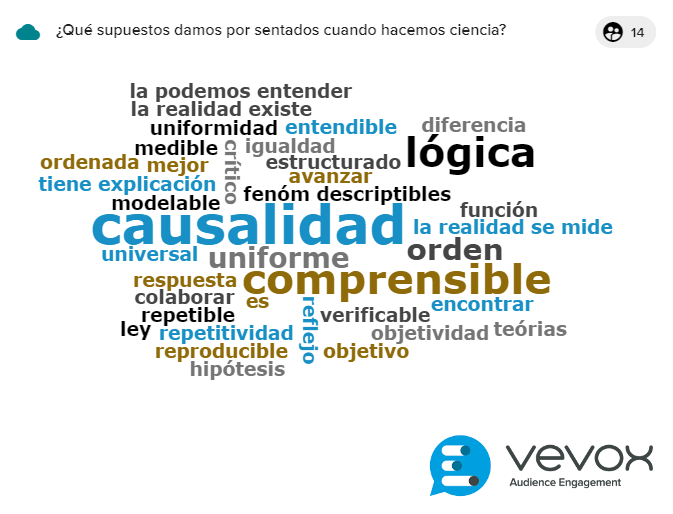 ¿Qué supuestos damos por sentados cuando hacemos ciencia?
14
la podemos entender
la realidad existe
uniformidad entendible diferencia
medible crítico igualdad lógica
ordenada mejor estructurado
tiene explicación avanzar
modelable fenóm descriptibles
causalidad función
la realidad se mide
universal uniforme orden
respuesta comprensible
colaborar es reflejo encontrar
repetible verificable
ley repetitividad objetividad teórias
reproducible objetivo
hipótesis
vevox
Audience Engagement